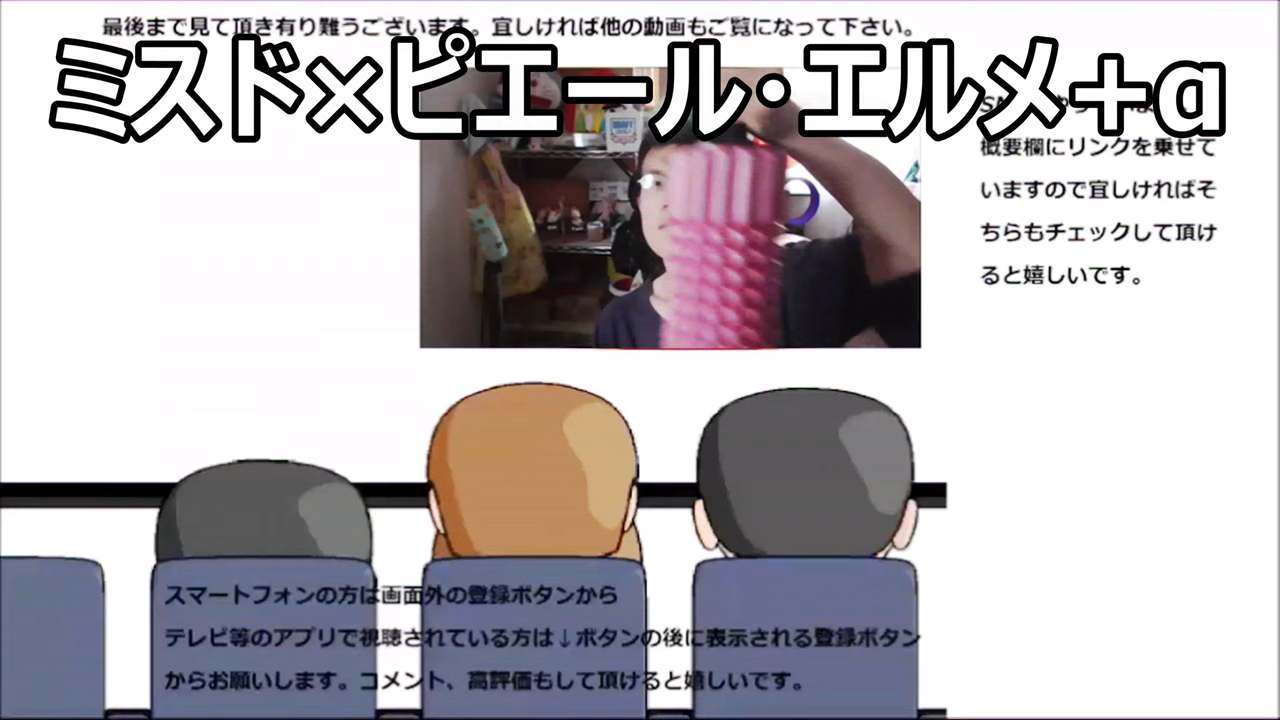 最後まで見て頂き有り難うございます。宜しければ他の動画もご覧になって下さい。
ミスド×ピエール・エルメ+α
概要欄にリンクを乗せて
いますので宜しければそ
ちらもチェックして頂け
ると嬉しいです。
スマートフォンの方は画面外の登録ボタンから
テレビ等のアプリで視聴されている方は↓ボタンの後に表示される登録ボタン
からお願いします。コメント、高評価もして頂けると嬉しいです。